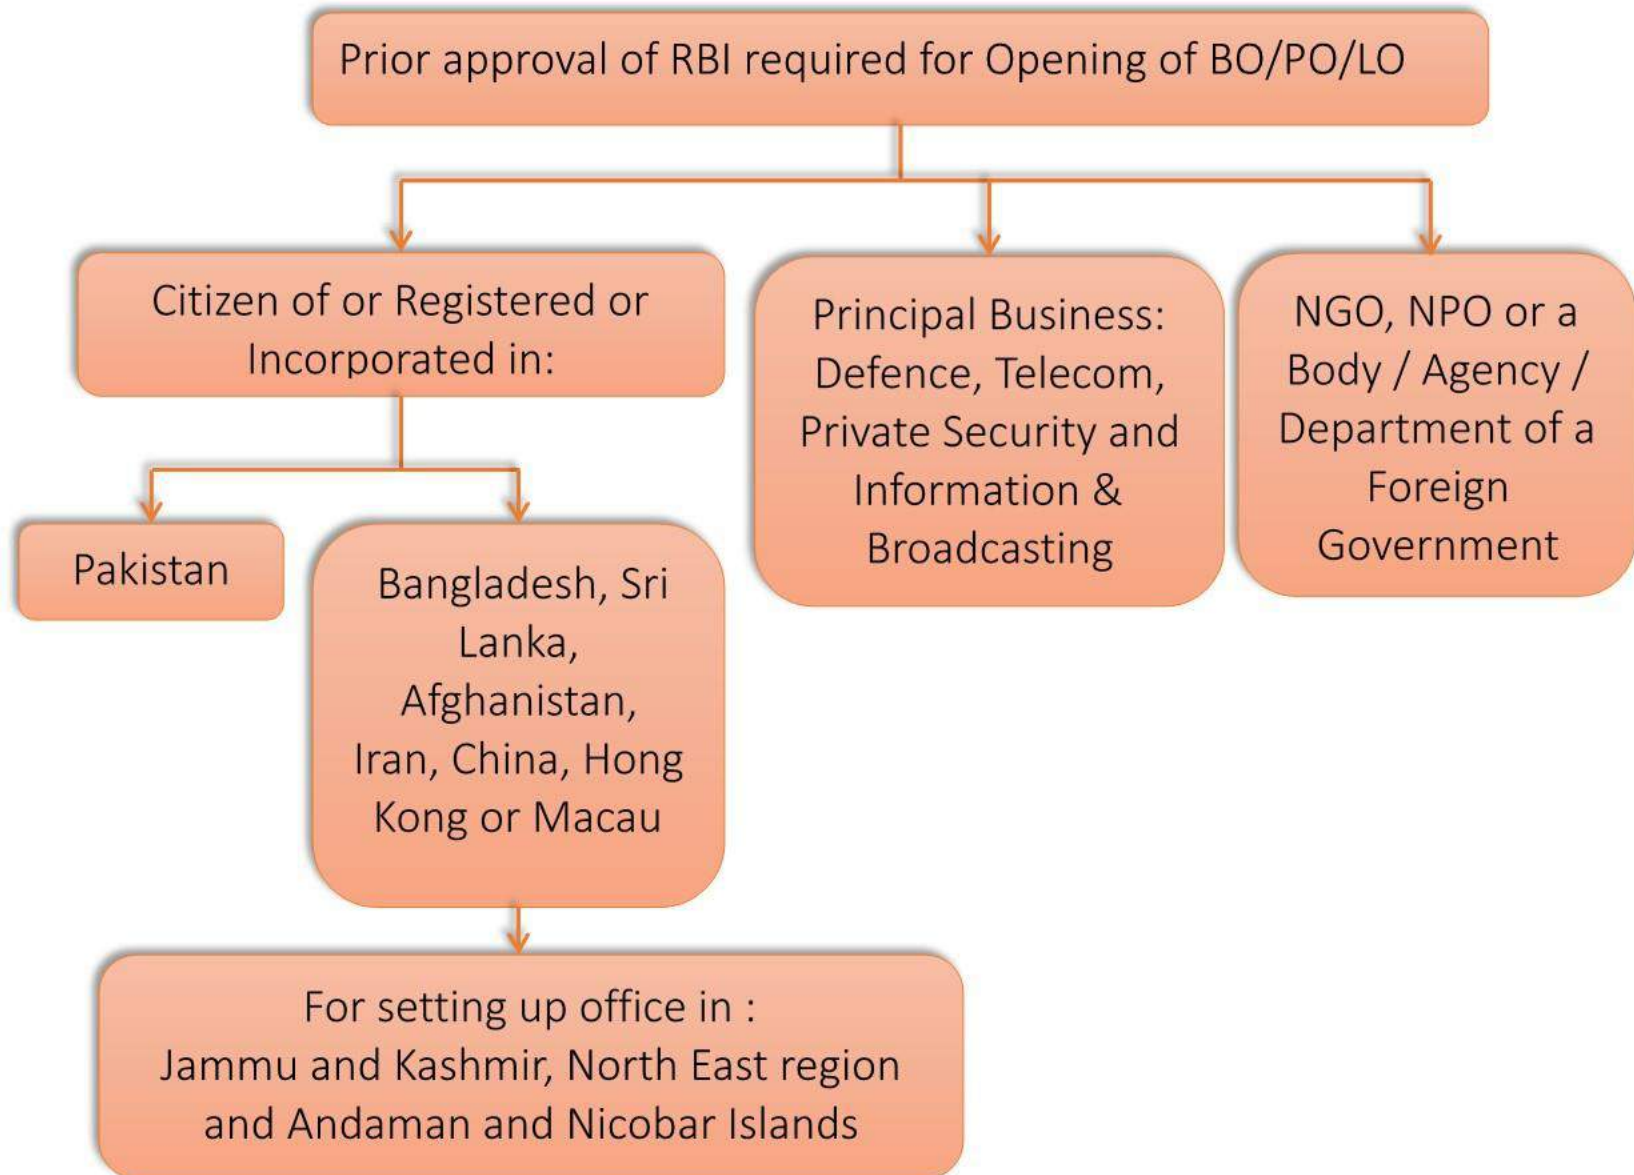 Prior approval of RBI required for Opening of BO/PO/LO
Citizen of or Registered or
Incorporated in:
Principal Business:
Defence, Telecom,
Private Security and
Information &
Broadcasting
NGO, NPO or a
Body / Agency /
Department of a
Foreign
Government
Pakistan
Bangladesh, Sri
Lanka,
Afghanistan,
Iran, China, Hong
Kong or Macau
For setting up office in :
Jammu and Kashmir, North East region
and Andaman and Nicobar Islands